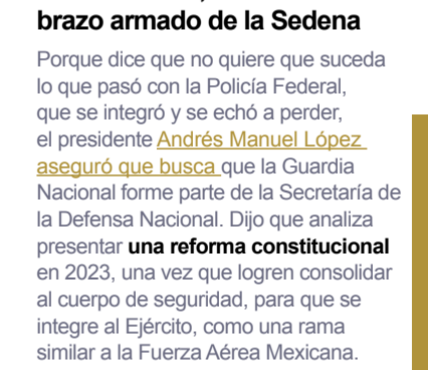 brazo armado de la Sedena
Porque dice que no quiere que suceda
lo que pasó con la Policía Federal,
que se integró y se echó a perder,
el presidente Andrés Manuel López
aseguró que busca que la Guardia
Nacional forme parte de la Secretaría de
la Defensa Nacional. Dijo que analiza
presentar una reforma constitucional
en 2023, una vez que logren consolidar
al cuerpo de seguridad, para que se
integre al Ejército, como una rama
similar a la Fuerza Aérea Mexicana.